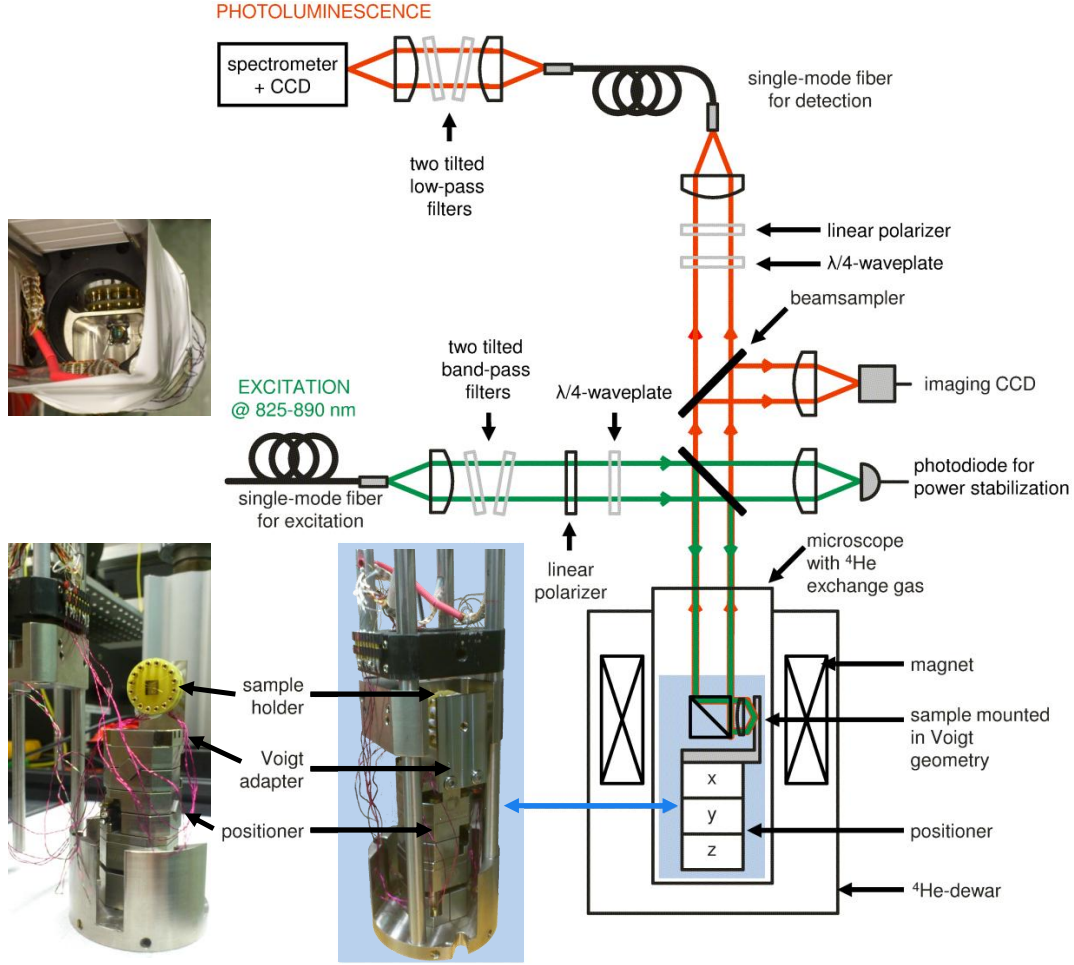 PHOTOLUMINESCENCE
spectrometer
+ CCD
single-mode fiber
for detection
two tilted
low-pass
filters
linear polarizer
λ/4-waveplate
beamsampler
two tilted
band-pass
filters
EXCITATION
@ 825-890 nm
λ/4-waveplate
imaging CCD
single-mode fiber
for excitation
photodiode for
power stabilization
linear
polarizer
microscope
with ⁴He
exchange gas
magnet
sample
holder
sample mounted
in Voigt
geometry
Voigt
adapter
x
y
z
positioner
positioner
⁴He-dewar